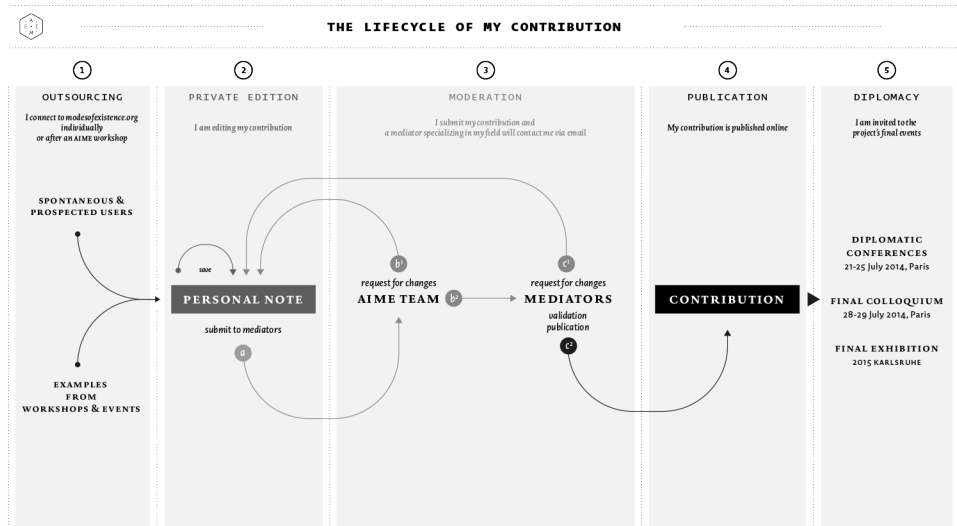 A
E • I
M
THE LIFECYCLE OF MY CONTRIBUTION
1
OUTSOURCING
I connect to modesofexistence.org
individually
or after an AIME workshop
SPONTANEOUS &
PROSPECTED USERS
EXAMPLES
FROM
WORKSHOPS & EVENTS
2
PRIVATE EDITION
I am editing my contribution
save
PERSONAL NOTE
submit to mediators
a
3
MODERATION
I submit my contribution and
a mediator specializing in my field will contact me via email
b¹
request for changes
AIME TEAM
b²
c¹
request for changes
MEDIATORS
validation
publication
c²
4
PUBLICATION
My contribution is published online
CONTRIBUTION
5
DIPLOMACY
I am invited to the
project's final events
DIPLOMATIC
CONFERENCES
21-25 July 2014, Paris
FINAL COLLOQUIUM
28-29 July 2014, Paris
FINAL EXHIBITION
2015 KARLSRUHE